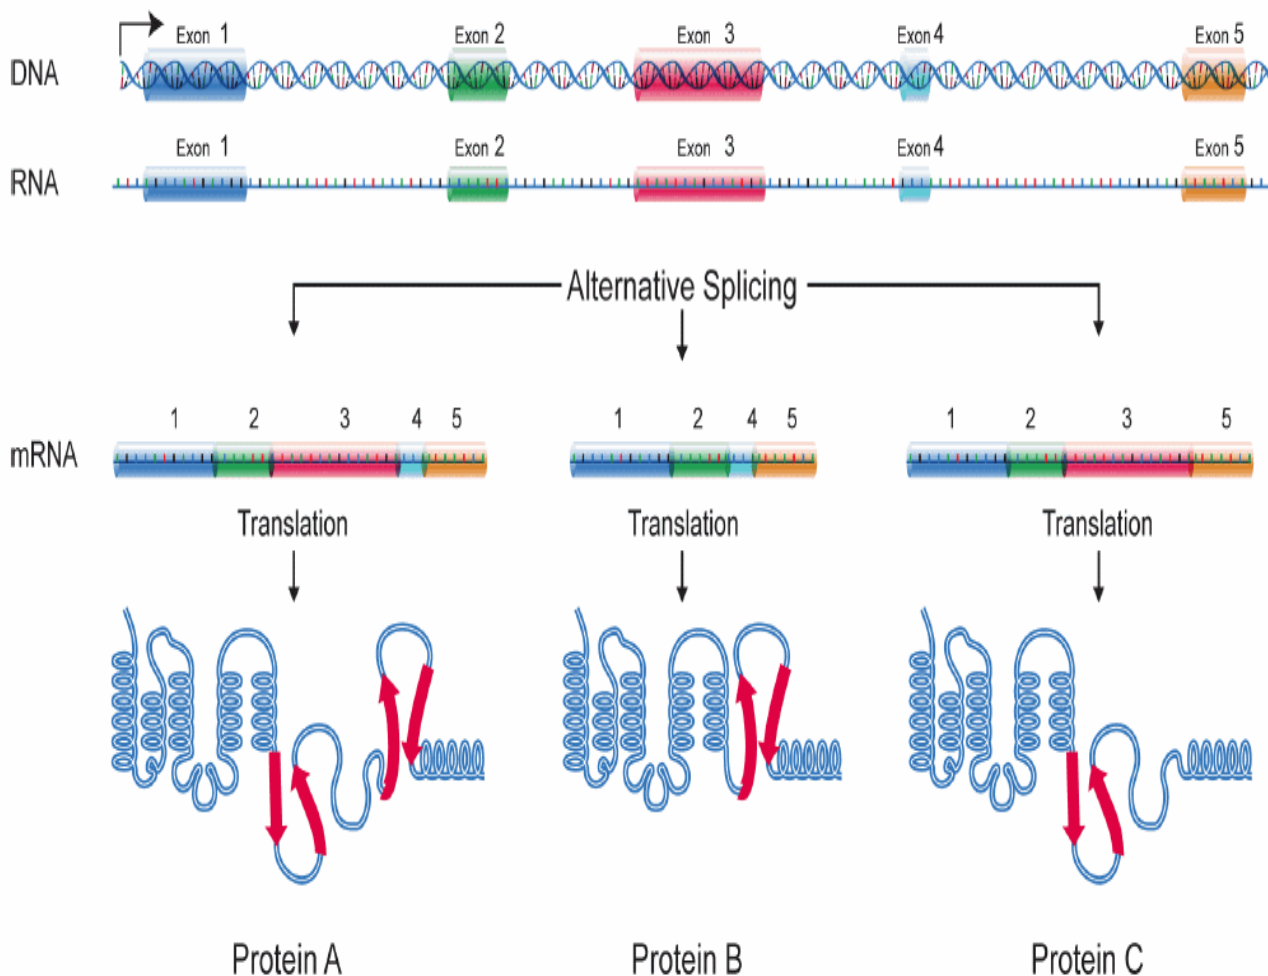 Exon 1 Exon 2 Exon 3 Exon 4 Exon 5
DNA
Exon 1 Exon 2 Exon 3 Exon 4 Exon 5
RNA
Alternative Splicing
1 2 3 4 5 1 2 4 5 1 2 3 5
mRNA
Translation Translation Translation
Protein A Protein B Protein C